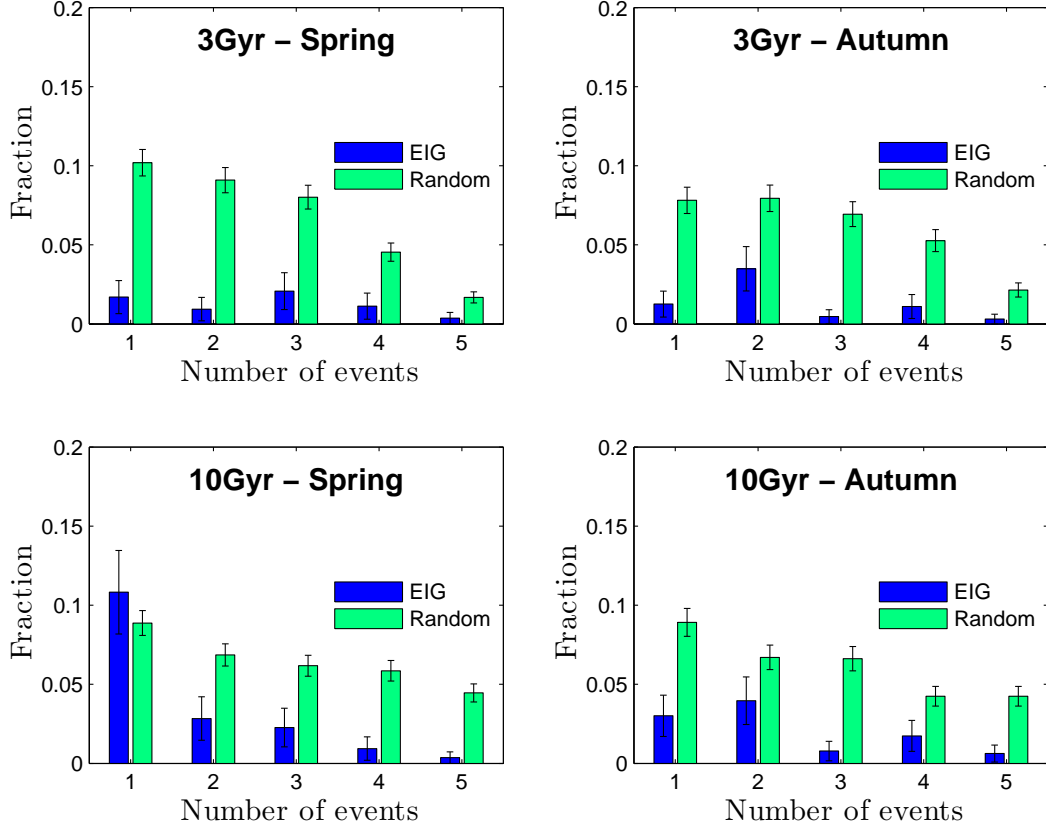 3Gyr – Spring
0.2
0.15
0.1
0.05
0
Fraction
EIG
Random
1 2 3 4 5
Number of events
3Gyr – Autumn
0.2
0.15
0.1
0.05
0
Fraction
EIG
Random
1 2 3 4 5
Number of events
10Gyr – Spring
0.2
0.15
0.1
0.05
0
Fraction
EIG
Random
1 2 3 4 5
Number of events
10Gyr – Autumn
0.2
0.15
0.1
0.05
0
Fraction
EIG
Random
1 2 3 4 5
Number of events